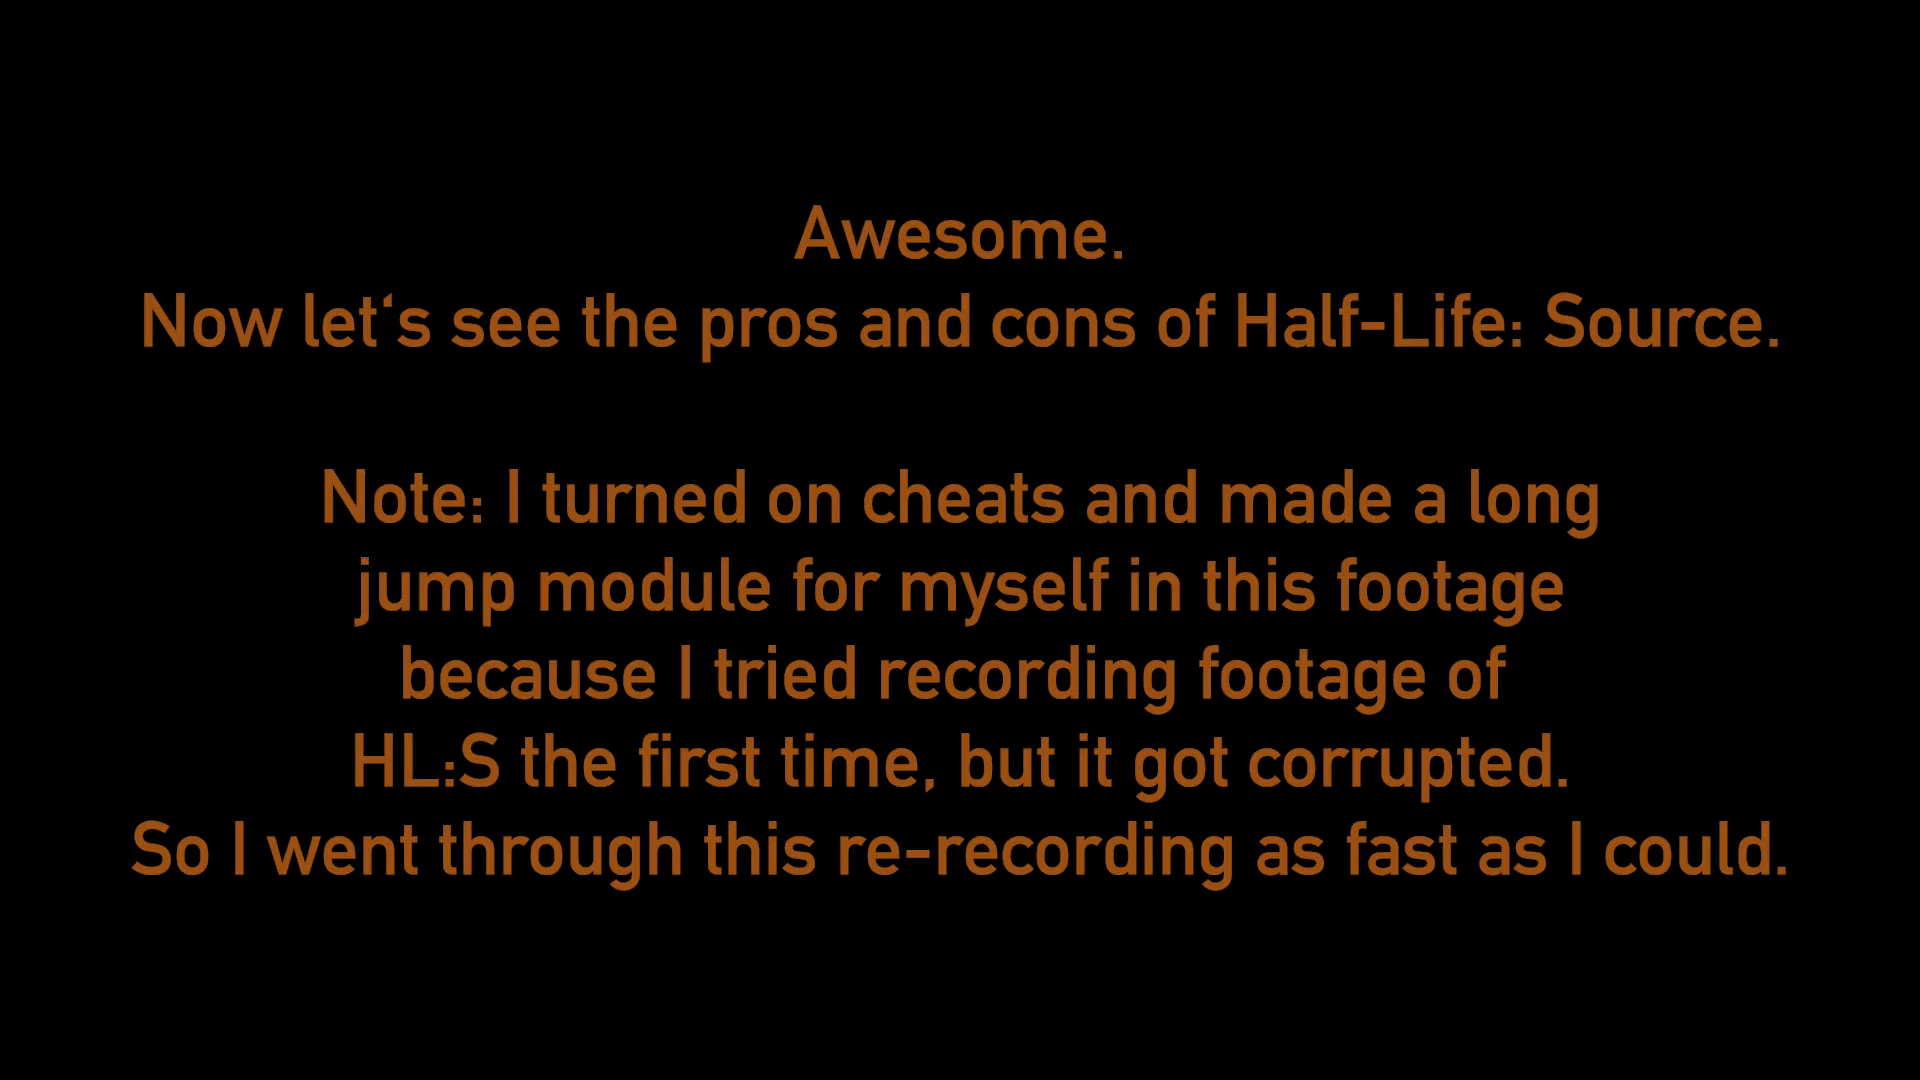 Awesome.
Now let‘s see the pros and cons of Half-Life: Source.
Note: I turned on cheats and made a long
jump module for myself in this footage
because I tried recording footage of
HL:S the first time, but it got corrupted.
So I went through this re-recording as fast as I could.